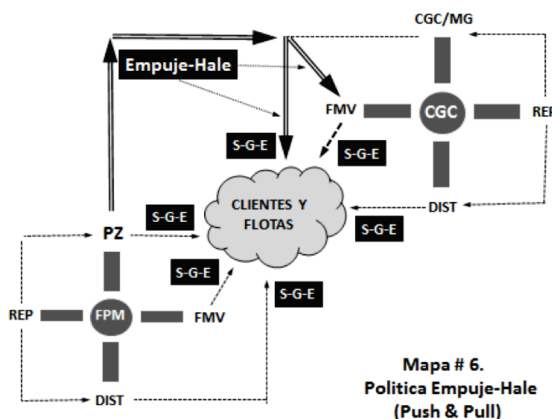 CGC/MG
Empuje-Hale
FMV
CGC
REP
S-G-E
S-G-E
CLIENTES Y
FLOTAS
S-G-E
DIST
S-G-E
PZ
S-G-E
S-G-E
REP
FPM
FMV
DIST
Mapa # 6.
Politica Empuje-Hale
(Push & Pull)